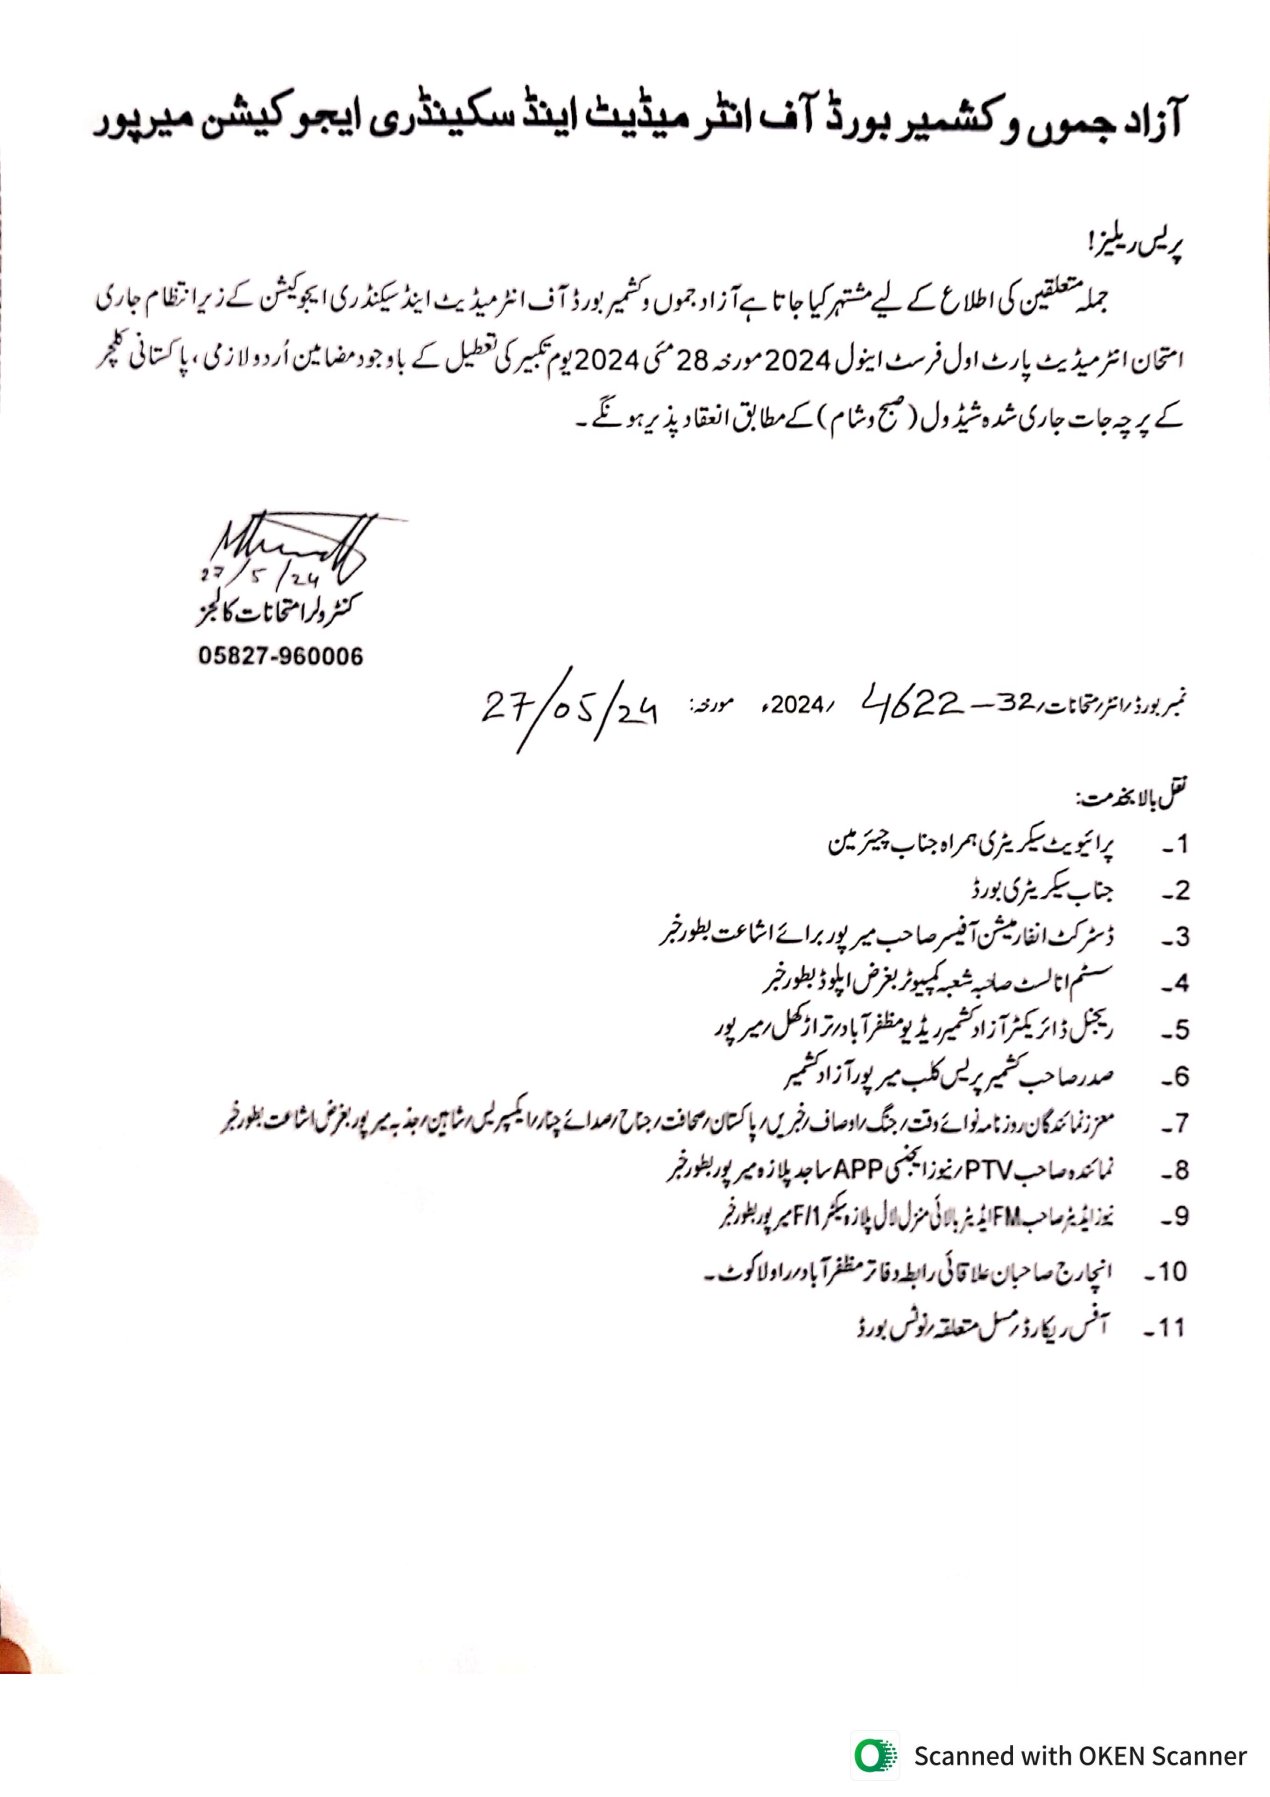 آزاد جموں و کشمیر بورڈ آف انٹر میڈیٹ اینڈ سکینڈری ایجوکیشن میرپور
پریس ریلیز!
جملہ متعلقین کی اطلاع کے لیے مشتہر کیا جاتا ہے آزاد جموں و کشمیر بورڈ آف انٹرمیڈیٹ اینڈ سیکنڈری ایجوکیشن کے زیر انتظام جاری
امتحان انٹرمیڈیٹ پارٹ اول فرسٹ اینول 2024 مورخہ 28 مئی 2024 یوم تکبیر کی تعطیل کے باوجود مضامین اُردو لازمی، پاکستانی کلچر
کے پرچہ جات جاری شدہ شیڈول (صبح و شام) کے مطابق انعقاد پذیر ہونگے۔
27/5/24
کنٹرولر امتحانات کالجز
05827-960006
نمبر بورڈ/انٹر/امتحانات/ 4622-32 /2024ء مورخہ: 27/05/24
نقل بالا بخدمت:
1۔ پرائیویٹ سیکریٹری ہمراہ جناب چیئرمین
2۔ جناب سیکریٹری بورڈ
3۔ ڈسٹرکٹ انفارمیشن آفیسر صاحب میرپور برائے اشاعت بطور خبر
4۔ سسٹم انالسٹ صاحبہ شعبہ کمپیوٹر بغرض اپلوڈ بطور خبر
5۔ ریجنل ڈائریکٹر آزاد کشمیر ریڈیو مظفرآباد/تراڑکھل/میرپور
6۔ صدر صاحب کشمیر پریس کلب میرپور آزاد کشمیر
7۔ معزز نمائندگان روزنامہ نوائے وقت/جنگ/اوصاف/خبریں/پاکستان/صحافت/جناح/صدائے چنار/ایکسپریس/شاہین/جذبہ میرپور بغرض اشاعت بطور خبر
8۔ نمائندہ صاحب PTV/نیوز ایجنسی APP ساجد پلازہ میرپور بطور خبر
9۔ نیوز ایڈیٹر صاحب FM ایڈیٹر بالائی منزل لال پلازہ سیکٹر F/1 میرپور بطور خبر
10۔ انچارج صاحبان علاقائی رابطہ دفاتر مظفرآباد/راولاکوٹ۔
11۔ آفس ریکارڈ/مسل متعلقہ/نوٹس بورڈ
Scanned with OKEN Scanner